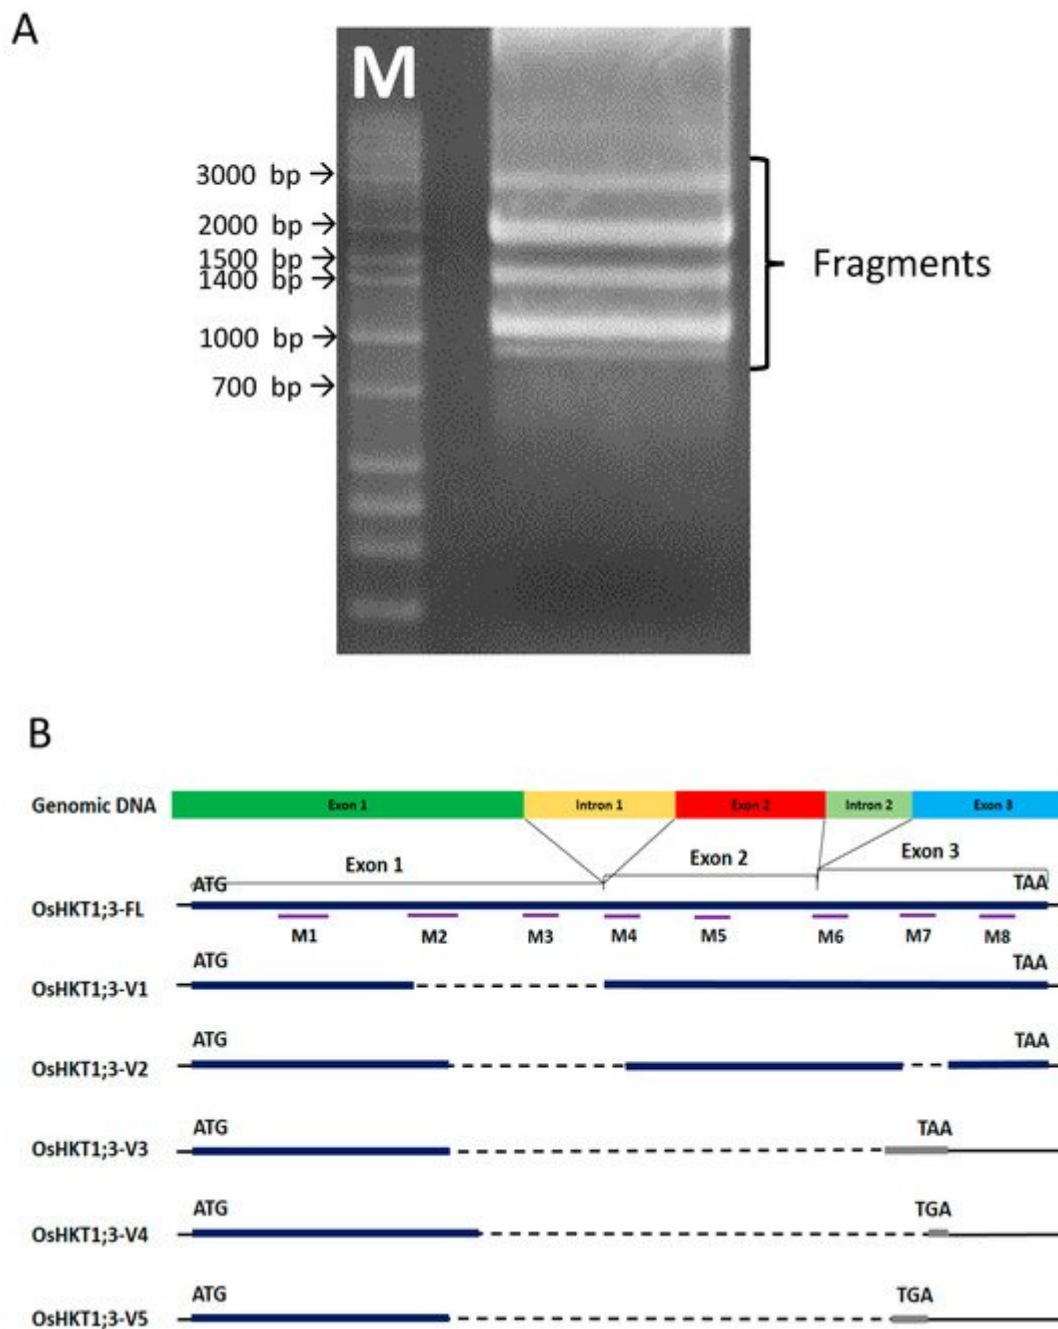 A
M
3000 bp →
2000 bp →
1500 bp →
1400 bp →
1000 bp →
700 bp →
Fragments
B
Genomic DNA Exon 1 Intron 1 Exon 2 Intron 2 Exon 3
Exon 1 Exon 2 Exon 3
ATG TAA
OsHKT1;3-FL
M1 M2 M3 M4 M5 M6 M7 M8
ATG TAA
OsHKT1;3-V1
ATG TAA
OsHKT1;3-V2
ATG TAA
OsHKT1;3-V3
ATG TGA
OsHKT1;3-V4
ATG TGA
OsHKT1;3-V5